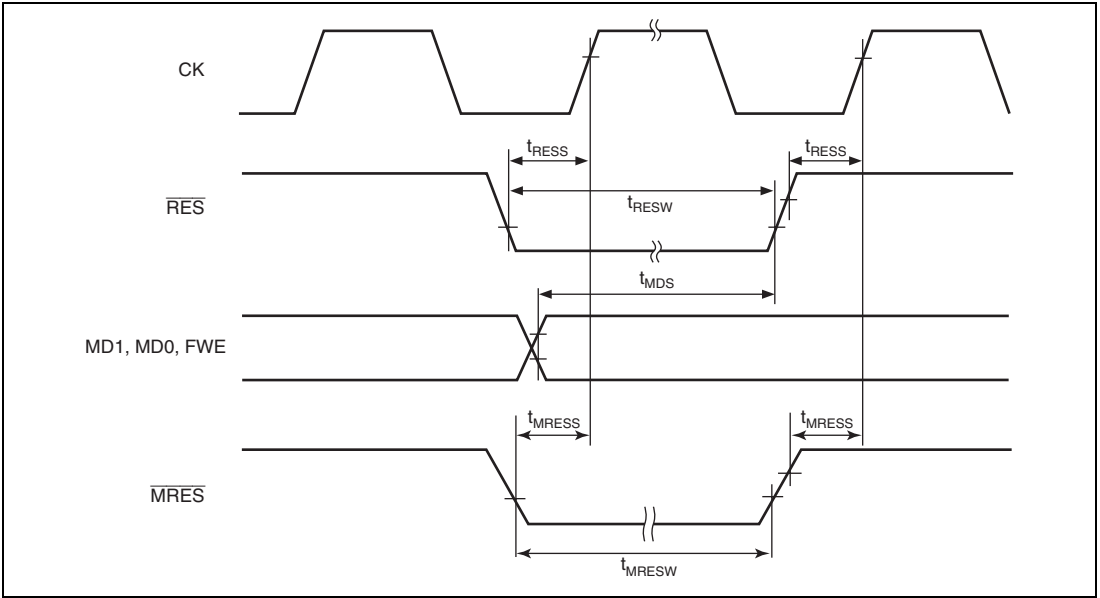 CK
tRESS
tRESS
RES
tRESW
tMDS
MD1, MD0, FWE
tMRESS
tMRESS
MRES
tMRESW